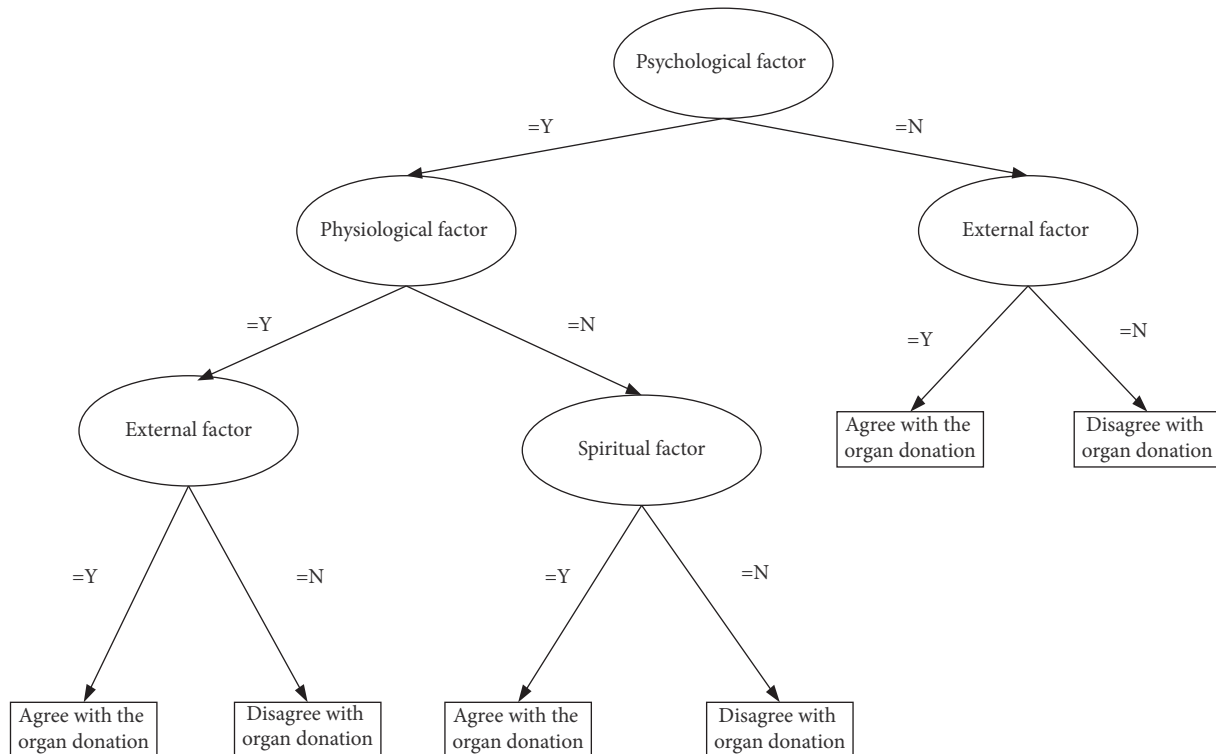 Psychological factor
=Y
=N
Physiological factor
External factor
=Y
=N
=Y
=N
External factor
Spiritual factor
Agree with the
organ donation
Disagree with
organ donation
=Y
=N
=Y
=N
Agree with the
organ donation
Disagree with
organ donation
Agree with the
organ donation
Disagree with
organ donation